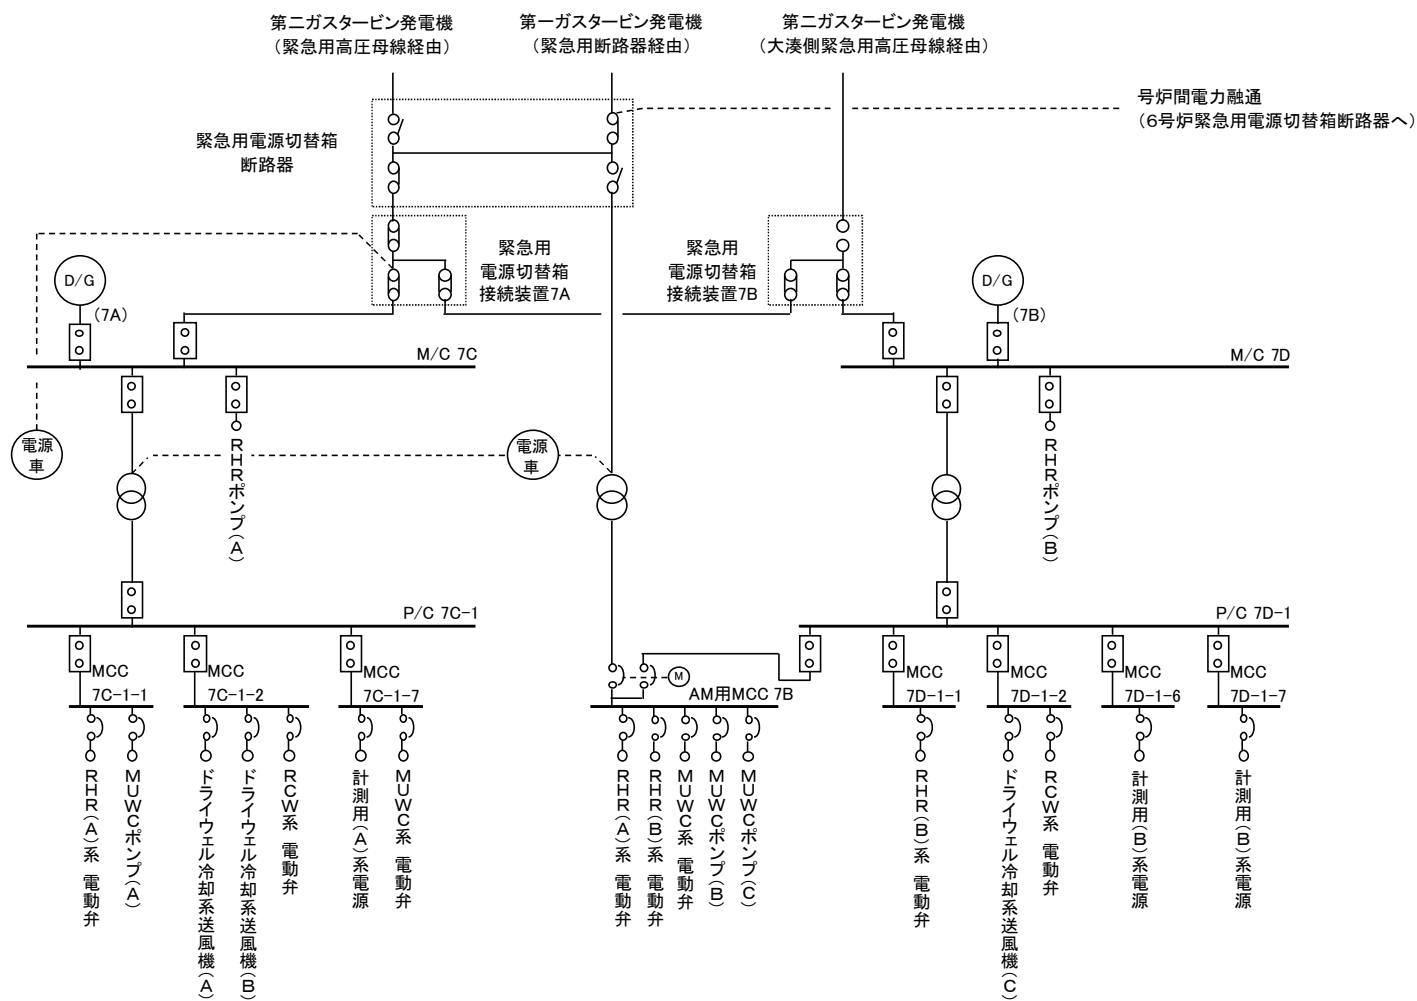 第二ガスタービン発電機
(緊急用高圧母線経由)
第一ガスタービン発電機
(緊急用断路器経由)
第二ガスタービン発電機
(大湊側緊急用高圧母線経由)
号炉間電力融通
(6号炉緊急用電源切替箱断路器へ)
緊急用電源切替箱
断路器
緊急用
電源切替箱
接続装置7A
緊急用
電源切替箱
接続装置7B
D/G
(7A)
D/G
(7B)
M/C 7C
M/C 7D
電源
車
電源
車
RHRポンプ(A)
RHRポンプ(B)
P/C 7C-1
P/C 7D-1
MCC
7C-1-1
MCC
7C-1-2
MCC
7C-1-7
M
AM用MCC 7B
MCC
7D-1-1
MCC
7D-1-2
MCC
7D-1-6
MCC
7D-1-7
RHR(A)系 電動弁
MUWCポンプ(A)
ドライウェル冷却系送風機(A)
ドライウェル冷却系送風機(B)
RCW系 電動弁
計測用(A)系電源
MUWC系 電動弁
RHR(A)系 電動弁
RHR(B)系 電動弁
MUWC系 電動弁
MUWCポンプ(B)
MUWCポンプ(C)
RHR(B)系 電動弁
ドライウェル冷却系送風機(C)
RCW系 電動弁
計測用(B)系電源
計測用(B)系電源